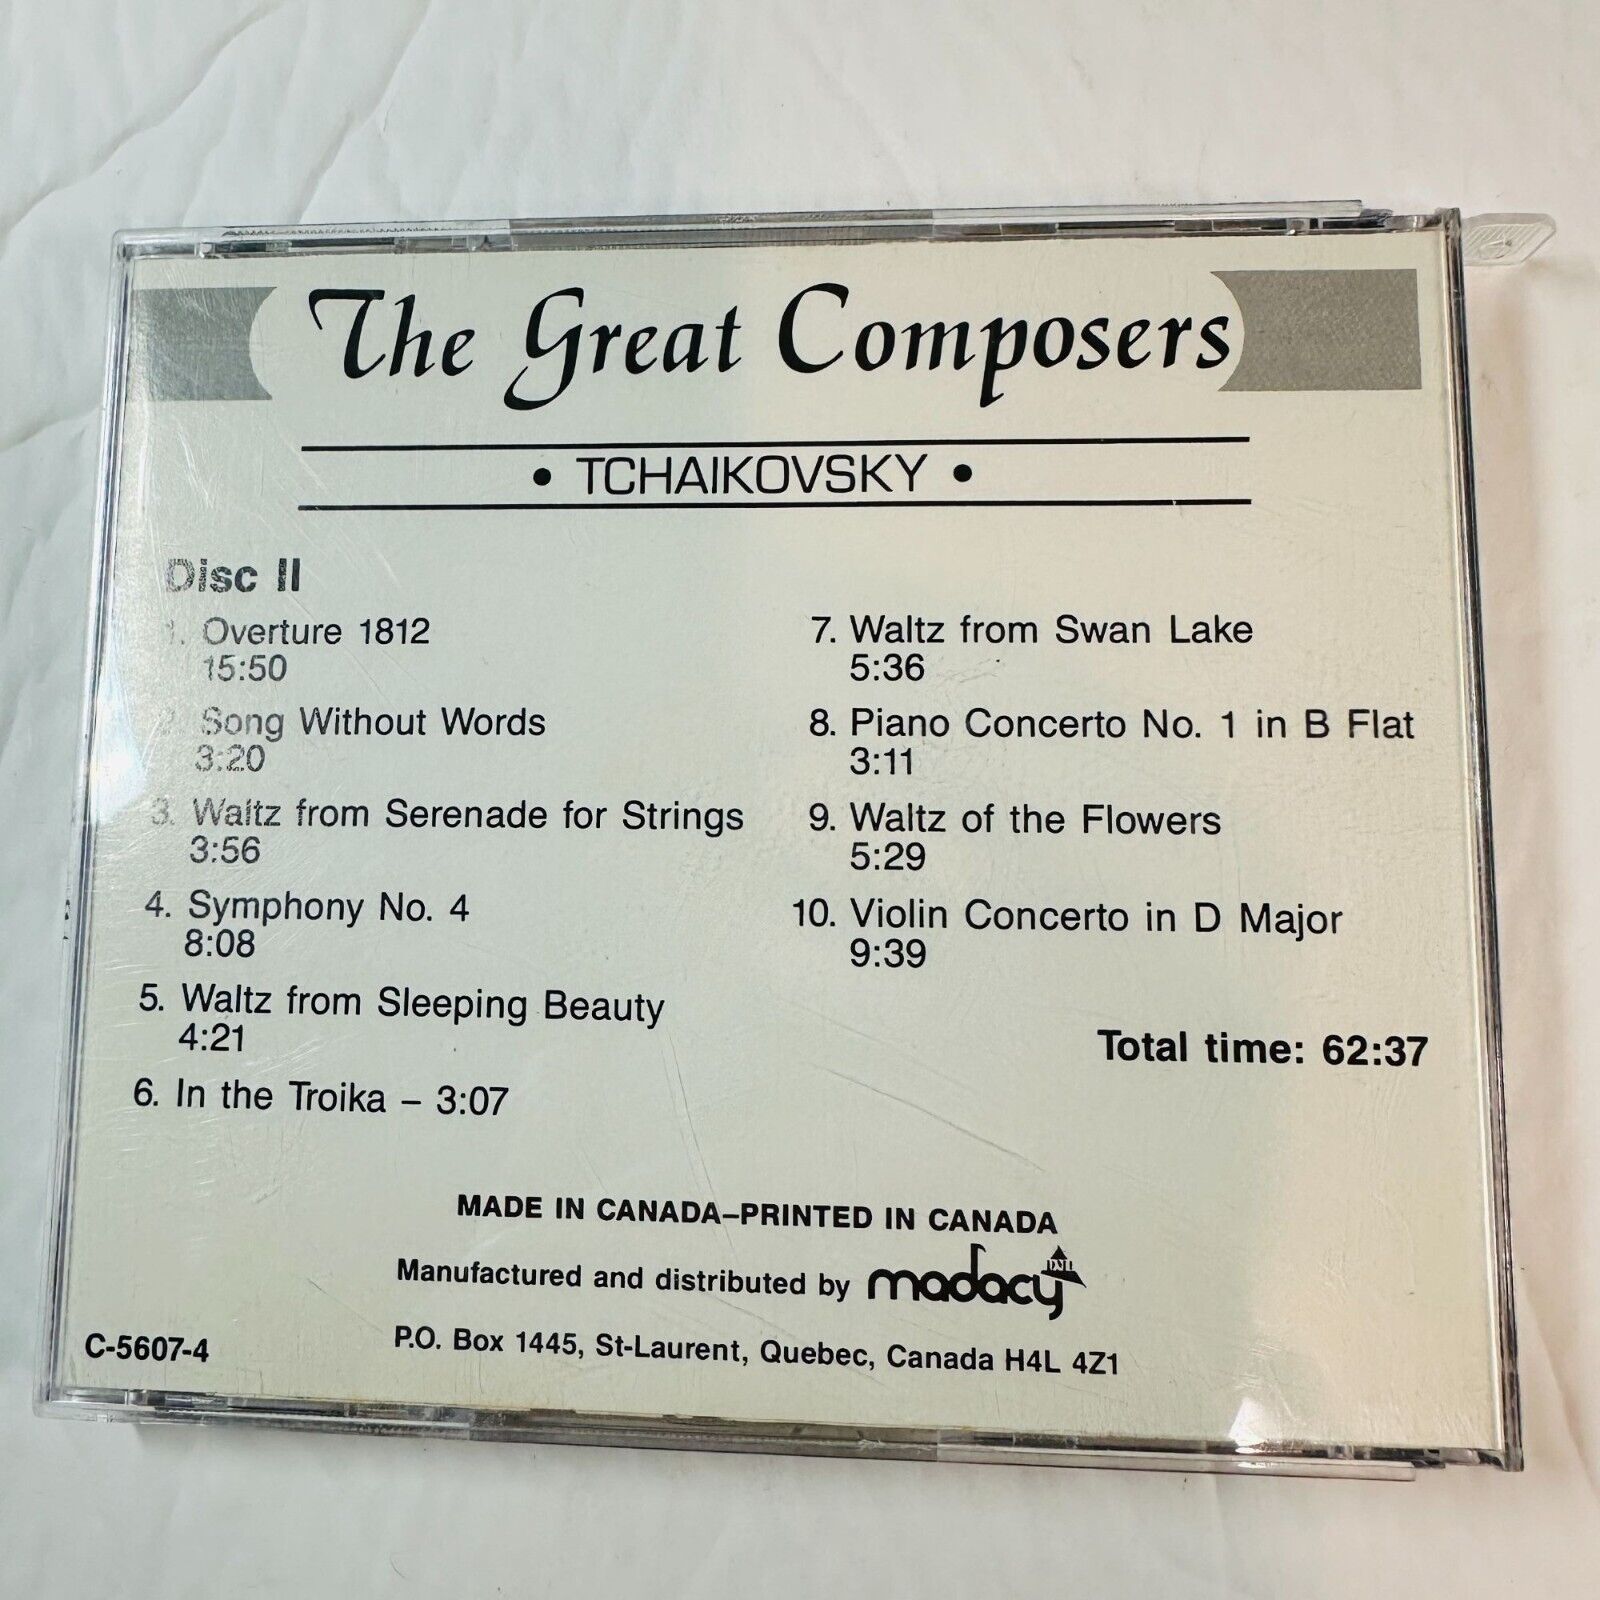 The Great Composers
• TCHAIKOVSKY •
Disc II
1. Overture 1812
15:50
2. Song Without Words
3:20
3. Waltz from Serenade for Strings
3:56
4. Symphony No. 4
8:08
5. Waltz from Sleeping Beauty
4:21
6. In the Troika – 3:07
7. Waltz from Swan Lake
5:36
8. Piano Concerto No. 1 in B Flat
3:11
9. Waltz of the Flowers
5:29
10. Violin Concerto in D Major
9:39
Total time: 62:37
MADE IN CANADA–PRINTED IN CANADA
Manufactured and distributed by madacy
P.O. Box 1445, St-Laurent, Quebec, Canada H4L 4Z1
C-5607-4